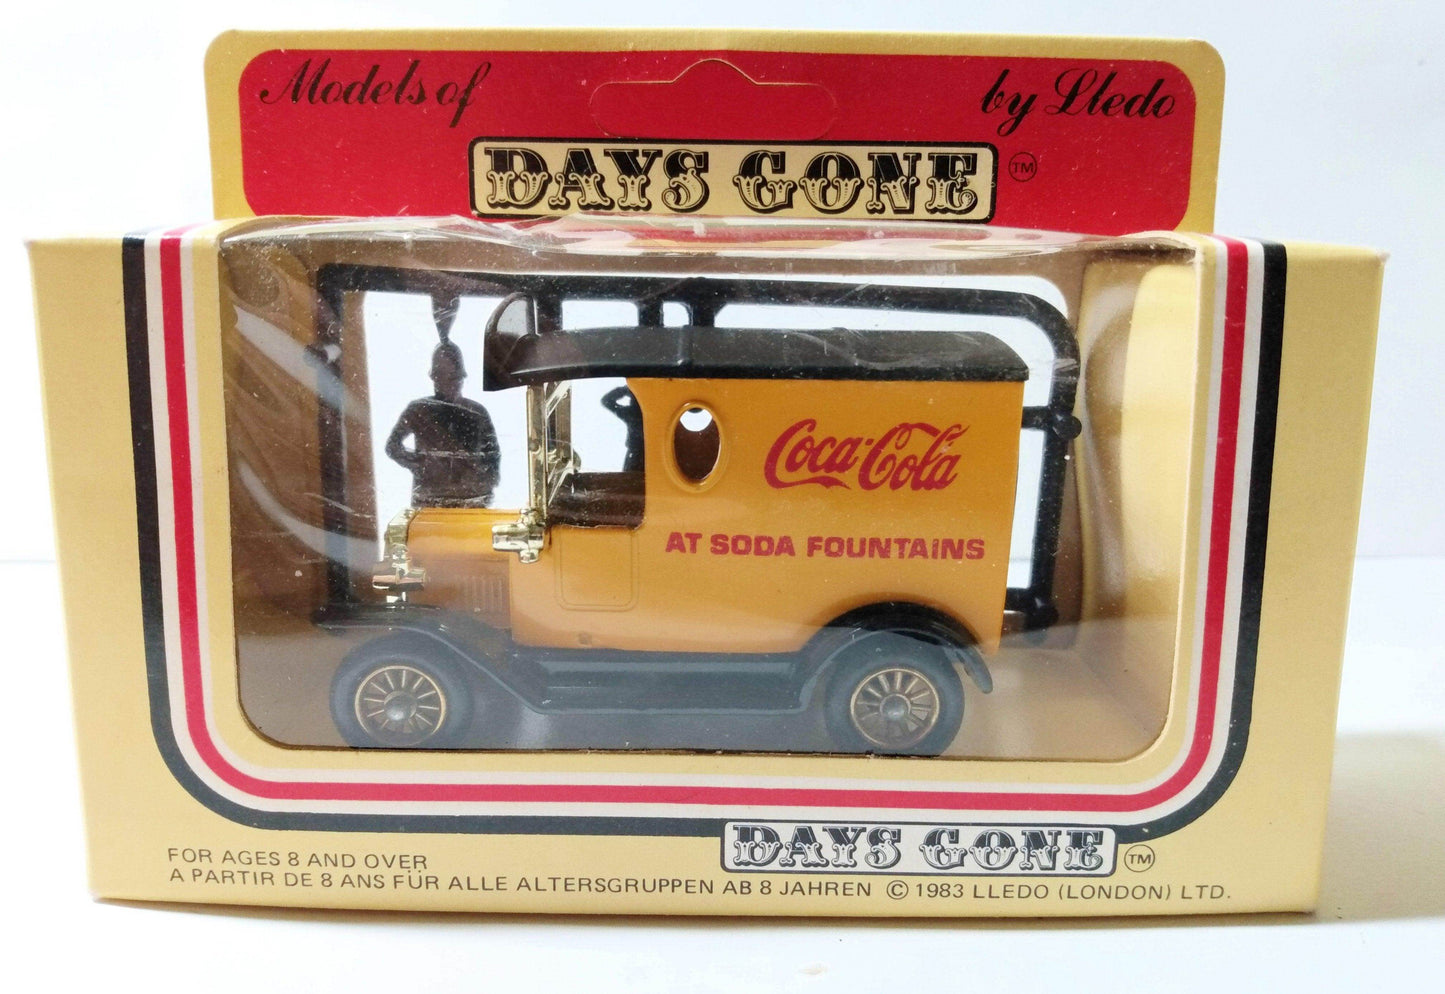 Models of
by Lledo
DAYS GONE TM
Coca-Cola
AT SODA FOUNTAINS
DAYS GONE TM
FOR AGES 8 AND OVER
A PARTIR DE 8 ANS FÜR ALLE ALTERSGRUPPEN AB 8 JAHREN © 1983 LLEDO (LONDON) LTD.